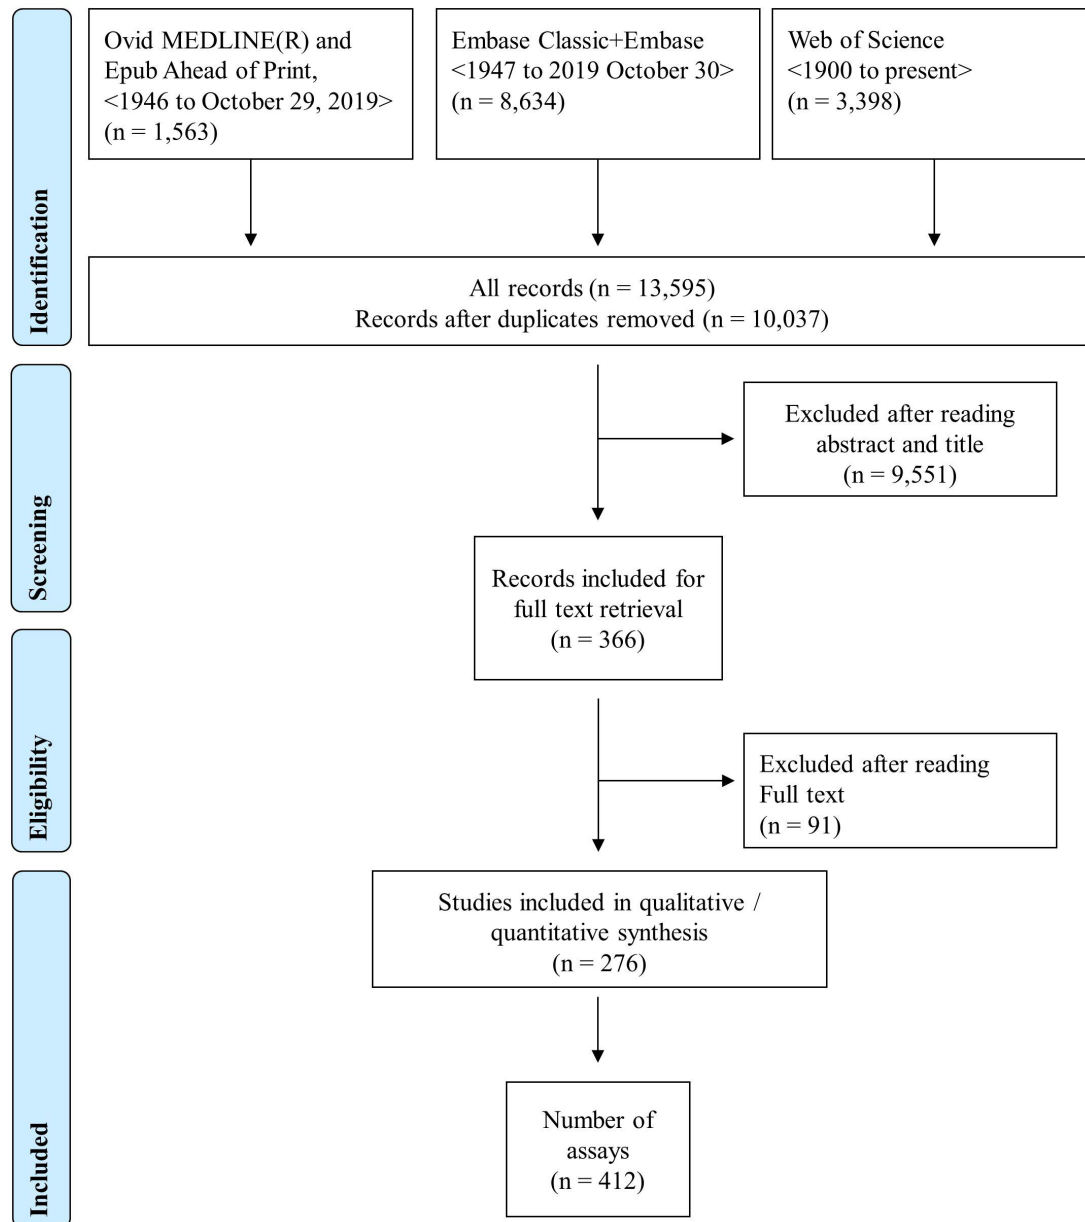 Ovid MEDLINE(R) and
Epub Ahead of Print,
<1946 to October 29, 2019>
(n = 1,563)
Embase Classic+Embase
<1947 to 2019 October 30>
(n = 8,634)
Web of Science
<1900 to present>
(n = 3,398)
Identification
All records (n = 13,595)
Records after duplicates removed (n = 10,037)
Screening
Excluded after reading
abstract and title
(n = 9,551)
Records included for
full text retrieval
(n = 366)
Eligibility
Excluded after reading
Full text
(n = 91)
Included
Studies included in qualitative /
quantitative synthesis
(n = 276)
Number of
assays
(n = 412)